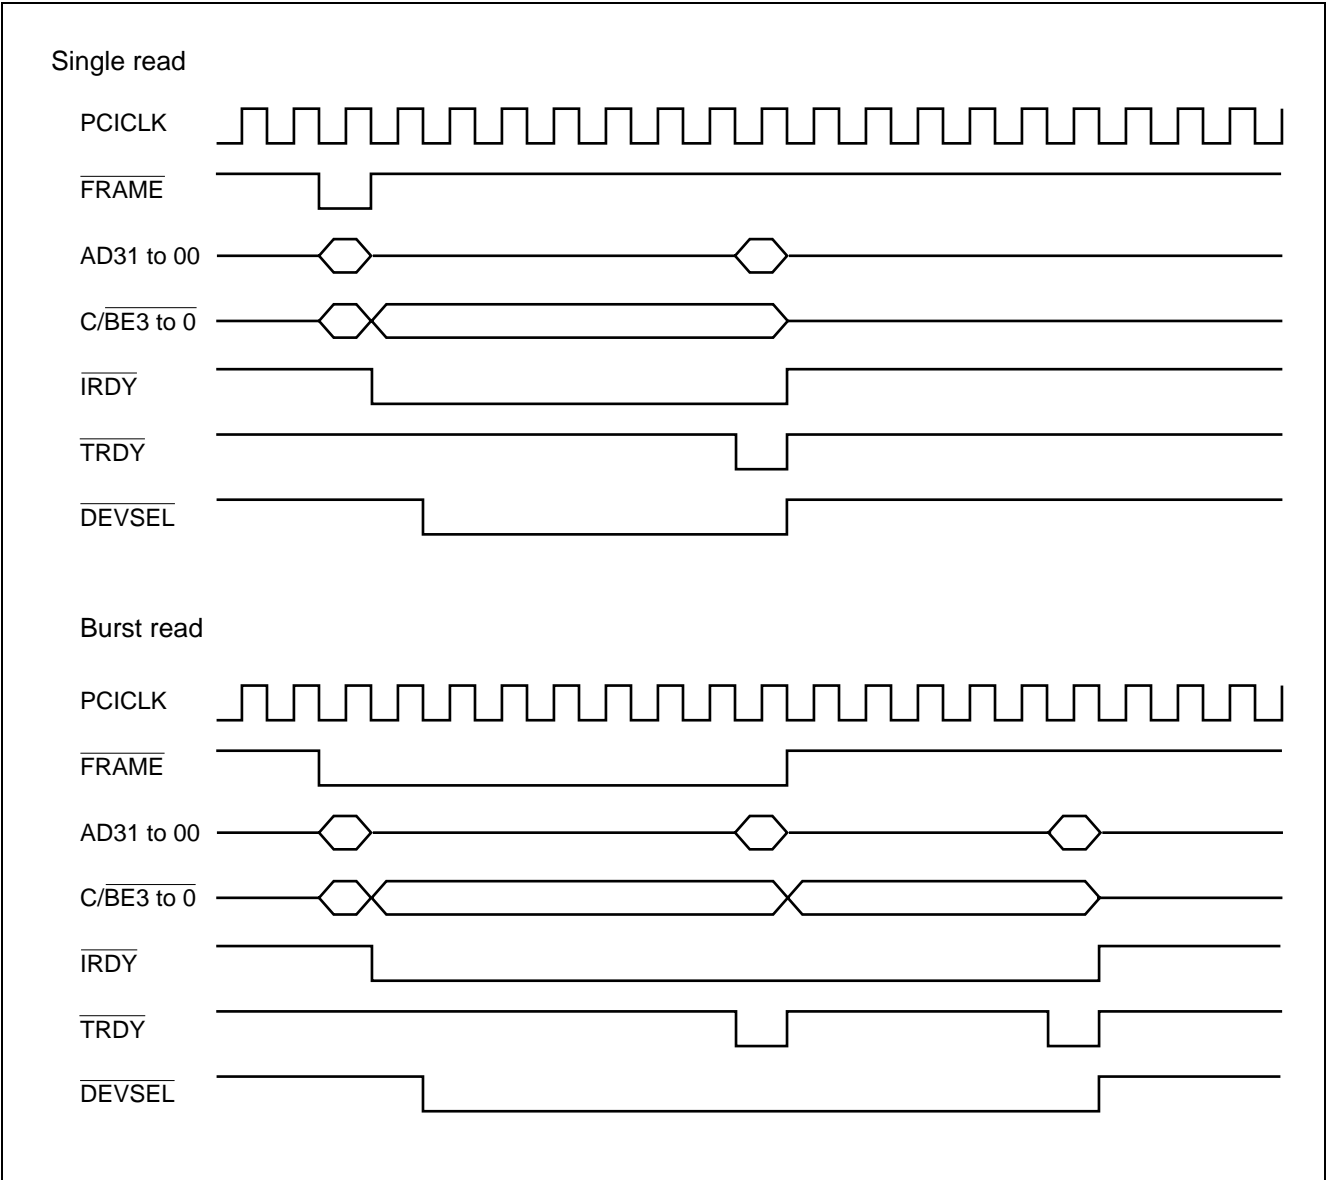 Single read
PCICLK
FRAME
AD31 to 00
C/BE3 to 0
IRDY
TRDY
DEVSEL
Burst read
PCICLK
FRAME
AD31 to 00
C/BE3 to 0
IRDY
TRDY
DEVSEL